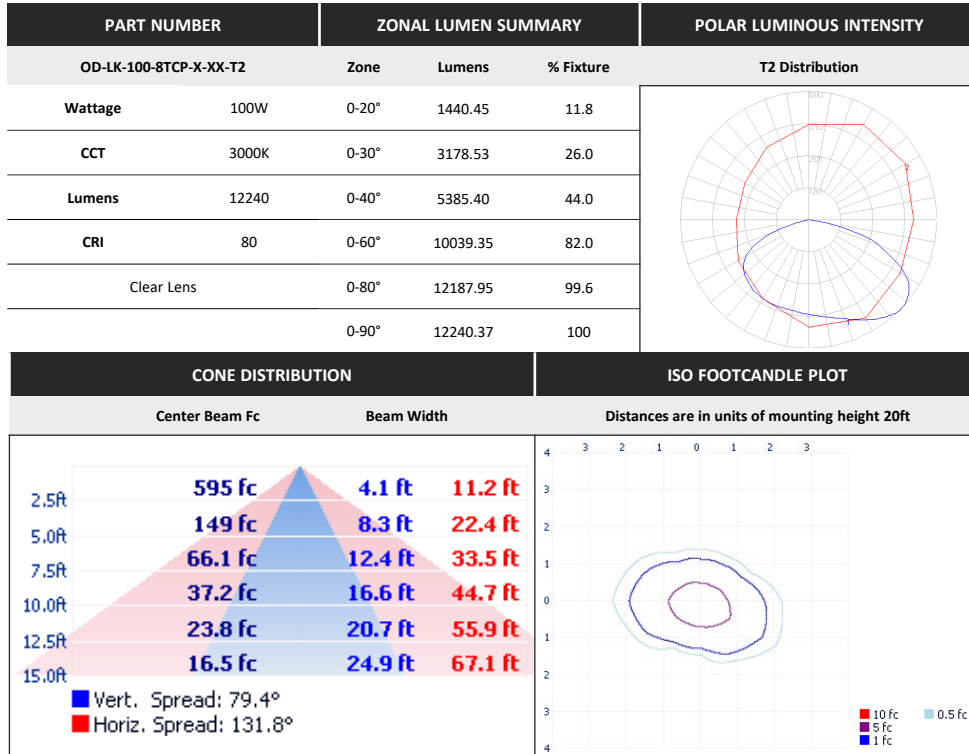 PART NUMBER
ZONAL LUMEN SUMMARY
POLAR LUMINOUS INTENSITY
OD-LK-100-8TCP-X-XX-T2
Zone Lumens % Fixture
T2 Distribution
Wattage 100W
0-20° 1440.45 11.8
CCT 3000K
0-30° 3178.53 26.0
Lumens 12240
0-40° 5385.40 44.0
CRI 80
0-60° 10039.35 82.0
Clear Lens
0-80° 12187.95 99.6
0-90° 12240.37 100
5043
3782
2521
1261
2
1
CONE DISTRIBUTION
ISO FOOTCANDLE PLOT
Center Beam Fc Beam Width
Distances are in units of mounting height 20ft
2.5ft 595 fc 4.1 ft 11.2 ft
5.0ft 149 fc 8.3 ft 22.4 ft
7.5ft 66.1 fc 12.4 ft 33.5 ft
10.0ft 37.2 fc 16.6 ft 44.7 ft
12.5ft 23.8 fc 20.7 ft 55.9 ft
15.0ft 16.5 fc 24.9 ft 67.1 ft
Vert. Spread: 79.4°
Horiz. Spread: 131.8°
3 2 1 0 1 2 3
4
3
2
1
0
1
2
3
4
10 fc 0.5 fc
5 fc
1 fc